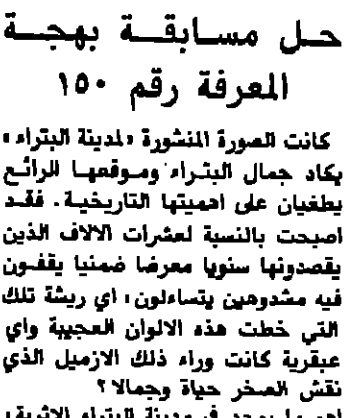 حل مسابقة بهجة
المعرفة رقم ١٥٠
كانت الصورة المنشورة «لمدينة البتراء»
يكاد جمال البتراء وموقعها الرائع
يطغيان على اهميتها التاريخية. فقد
اصبحت بالنسبة لعشرات الالاف الذين
يقصدونها سنويا معرضا ضمنيا يقفون
فيه مشدوهين يتساءلون، اي ريشة تلك
التي خطت هذه الالوان العجيبة واي
عبقرية كانت وراء ذلك الازميل الذي
نقش الصخر حياة وجمالا؟